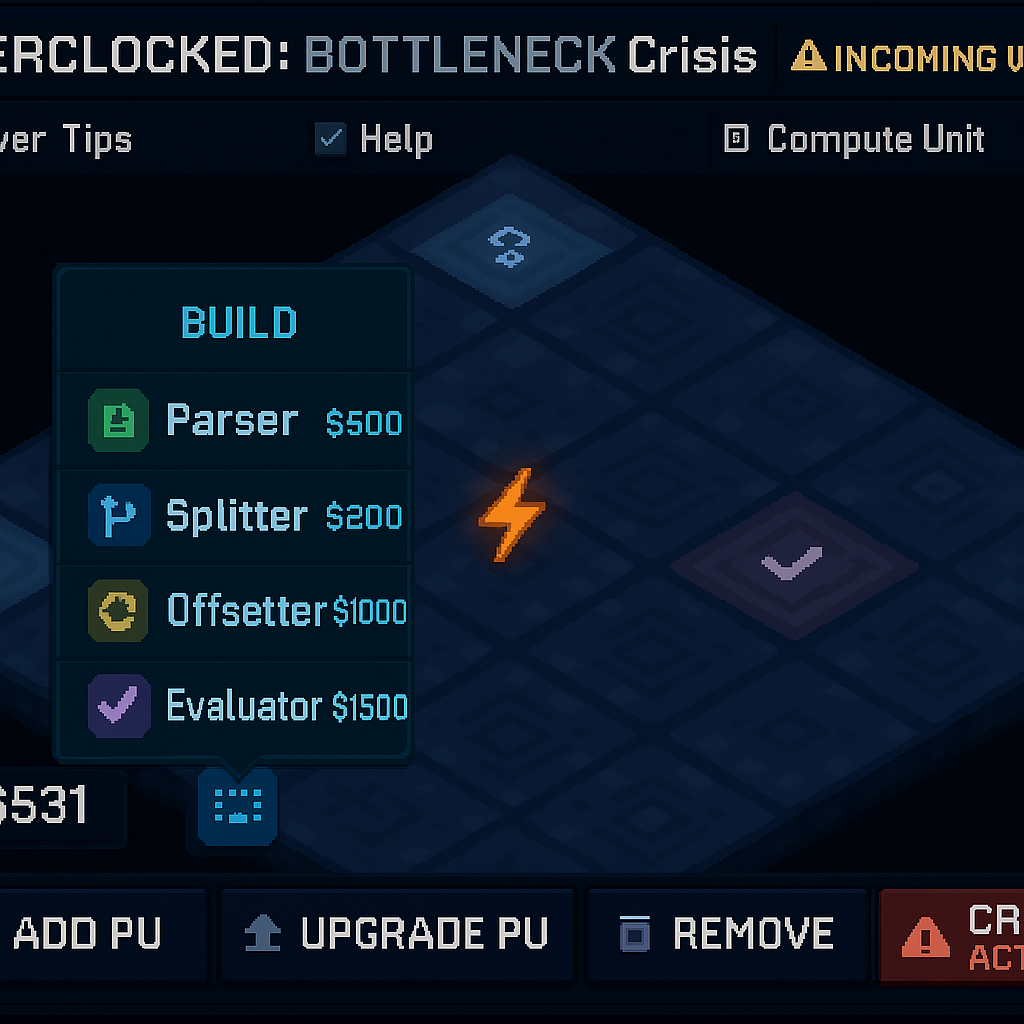 ERCLOCKED: BOTTLENECK Crisis
INCOMING
ver Tips
Help
Compute Unit
BUILD
Parser $500
Splitter $200
Offsetter $1000
Evaluator $1500
$531
ADD PU
UPGRADE PU
REMOVE
CR
ACT